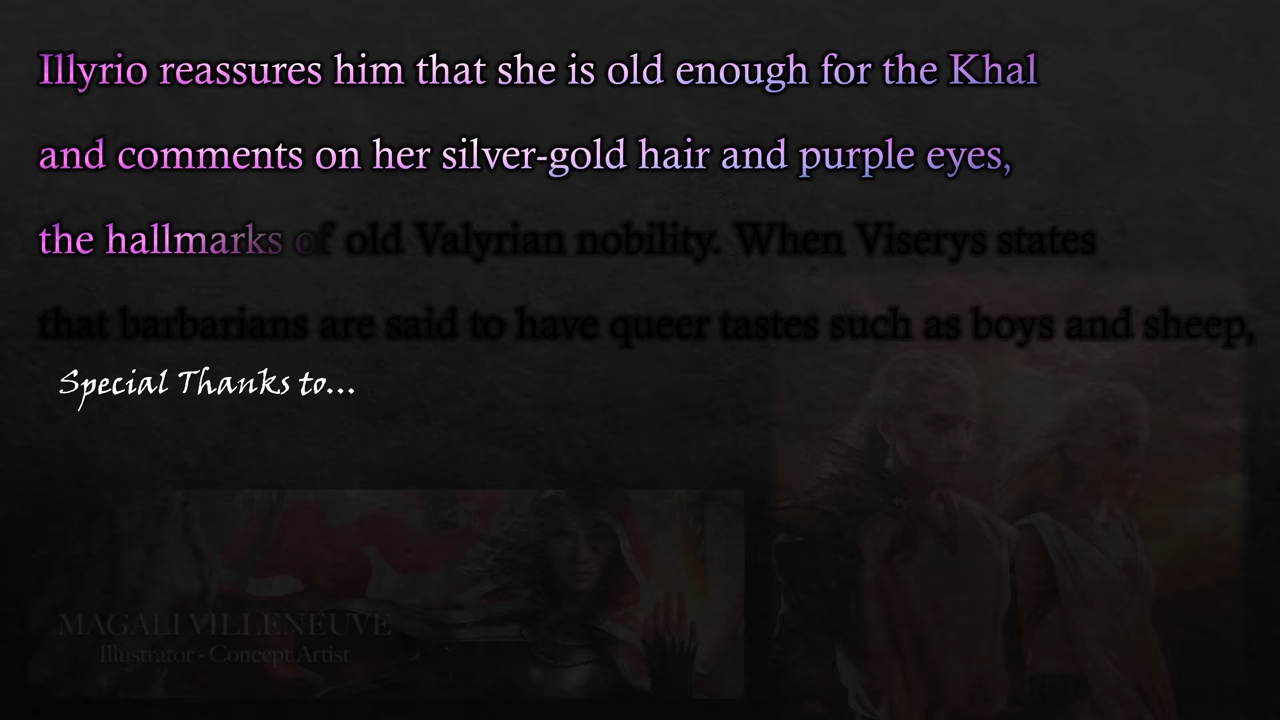 Illyrio reassures him that she is old enough for the Khal
and comments on her silver-gold hair and purple eyes,
the hallmarks of old Valyrian nobility. When Viserys states
that barbarians are said to have queer tastes such as boys and sheep,
Special Thanks to...
MAGALI VILLENEUVE
Illustrator - Concept Artist